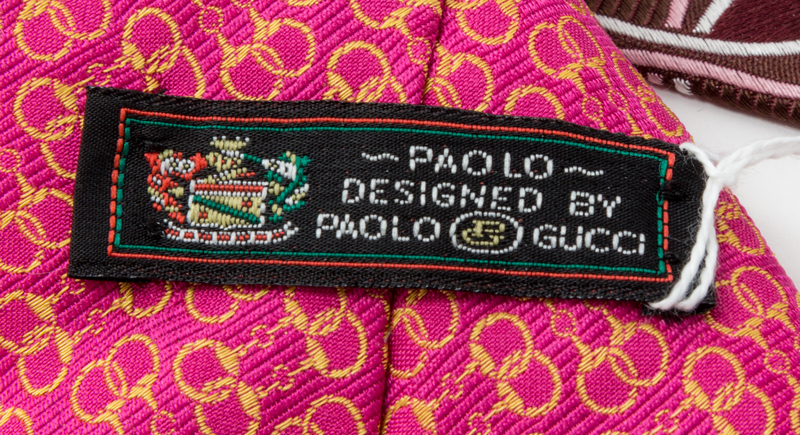 ~PAOLO~
DESIGNED BY
PAOLO GUCCI